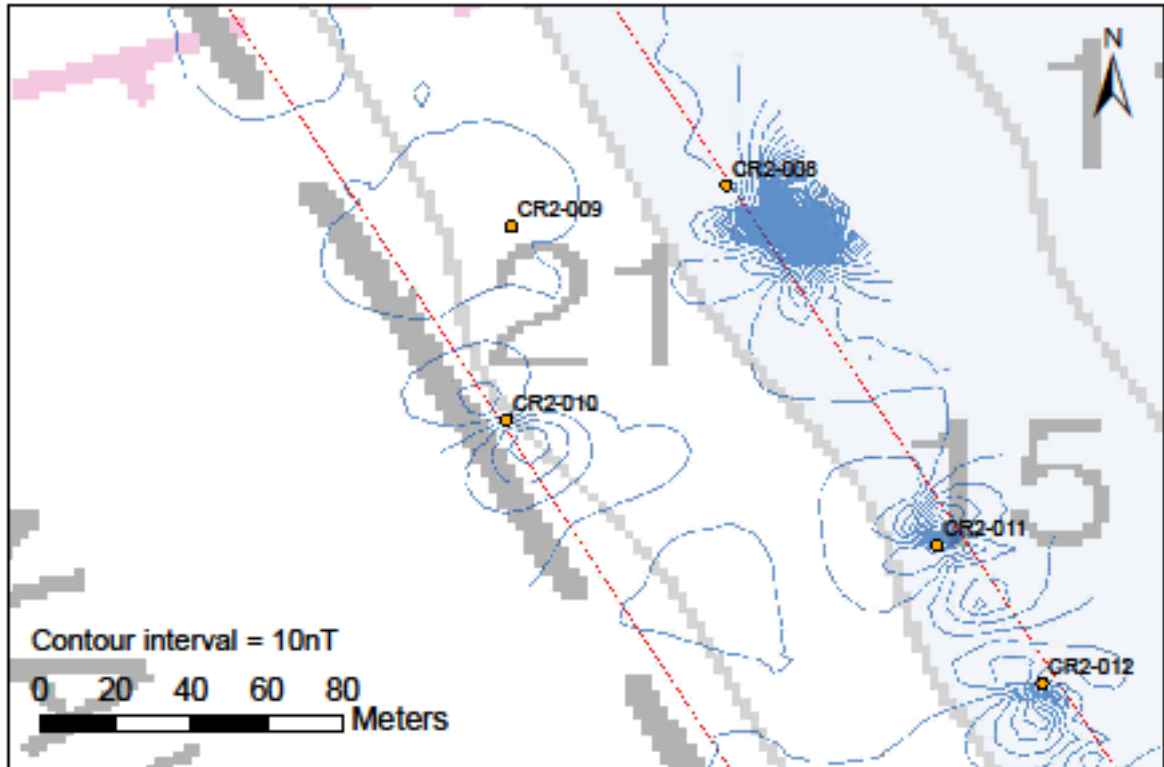 N
CR2-008
CR2-009
21
CR2-010
15
CR2-011
CR2-012
Contour interval = 10nT
0 20 40 60 80
Meters